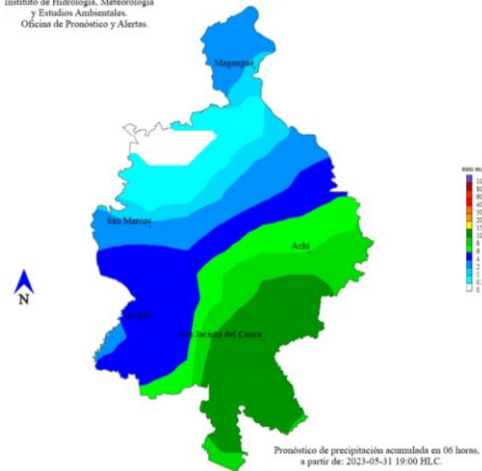 Instituto de Hidrología, Meteorología
y Estudios Ambientales.
Oficina de Pronóstico y Alertas.
Magangué
San Marcos
Achí
San Jacinto del Cauca
N
Pronóstico de precipitación acumulada en 06 horas,
a partir de: 2023-05-31 19:00 HLC.